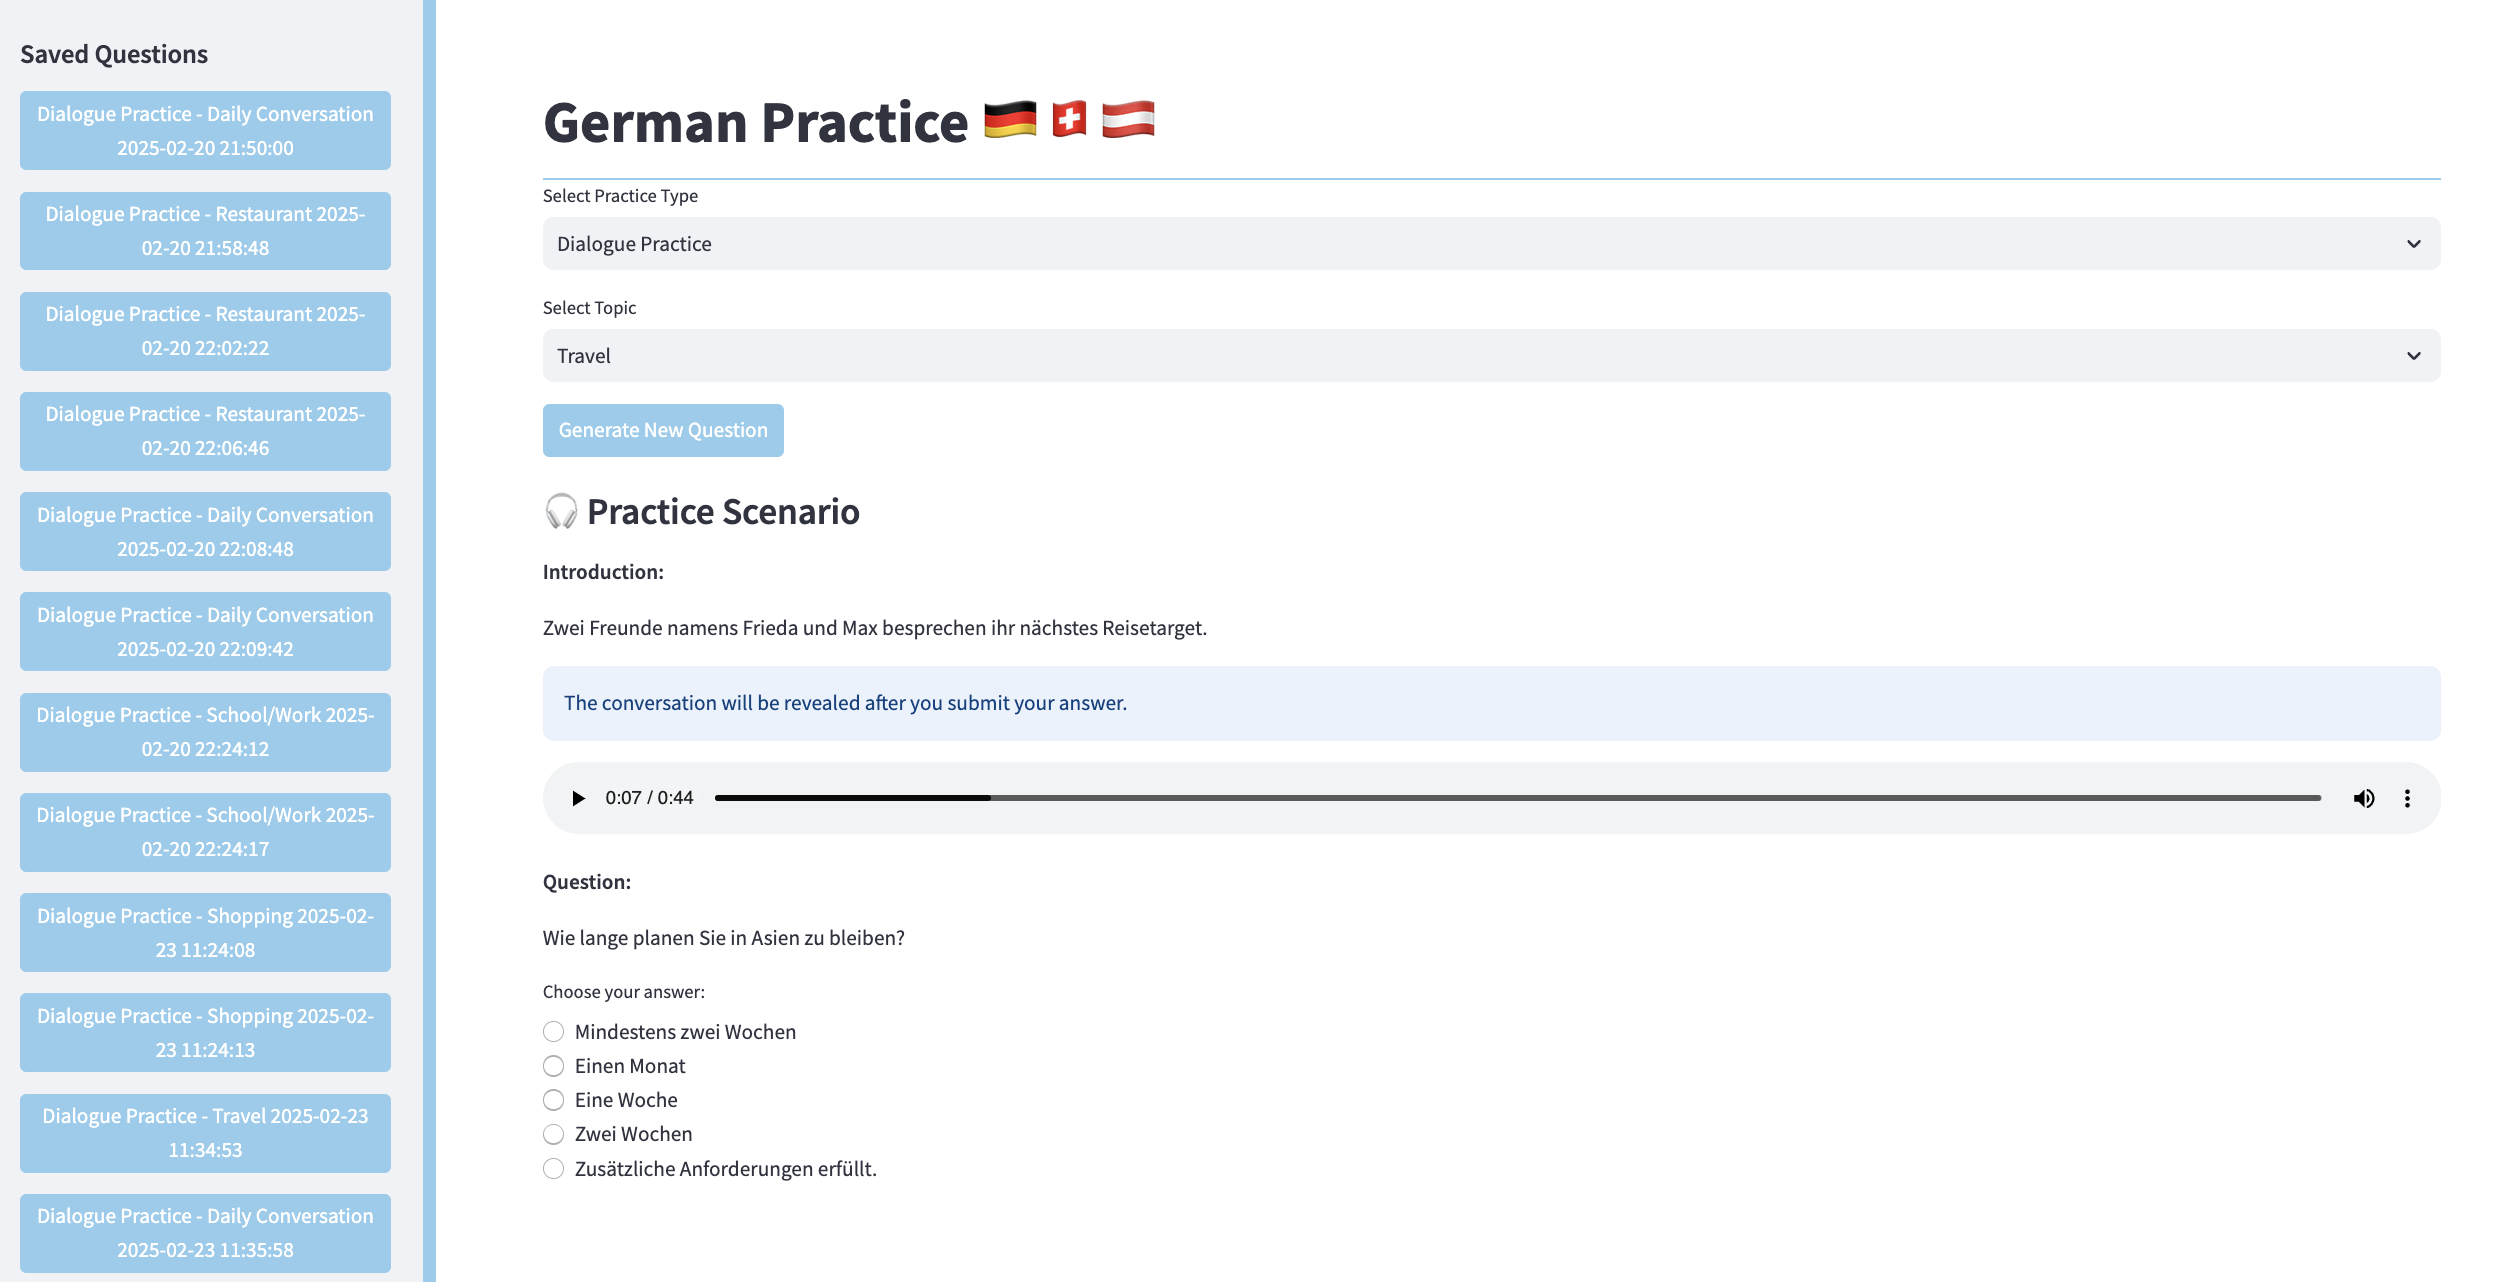 Saved Questions
Dialogue Practice - Daily Conversation
2025-02-20 21:50:00
Dialogue Practice - Restaurant 2025-
02-20 21:58:48
Dialogue Practice - Restaurant 2025-
02-20 22:02:22
Dialogue Practice - Restaurant 2025-
02-20 22:06:46
Dialogue Practice - Daily Conversation
2025-02-20 22:08:48
Dialogue Practice - Daily Conversation
2025-02-20 22:09:42
Dialogue Practice - School/Work 2025-
02-20 22:24:12
Dialogue Practice - School/Work 2025-
02-20 22:24:17
Dialogue Practice - Shopping 2025-02-
23 11:24:08
Dialogue Practice - Shopping 2025-02-
23 11:24:13
Dialogue Practice - Travel 2025-02-23
11:34:53
Dialogue Practice - Daily Conversation
2025-02-23 11:35:58
German Practice
Select Practice Type
Dialogue Practice
Select Topic
Travel
Generate New Question
Practice Scenario
Introduction:
Zwei Freunde namens Frieda und Max besprechen ihr nächstes Reisetarget.
The conversation will be revealed after you submit your answer.
0:07 / 0:44
Question:
Wie lange planen Sie in Asien zu bleiben?
Choose your answer:
Mindestens zwei Wochen
Einen Monat
Eine Woche
Zwei Wochen
Zusätzliche Anforderungen erfüllt.